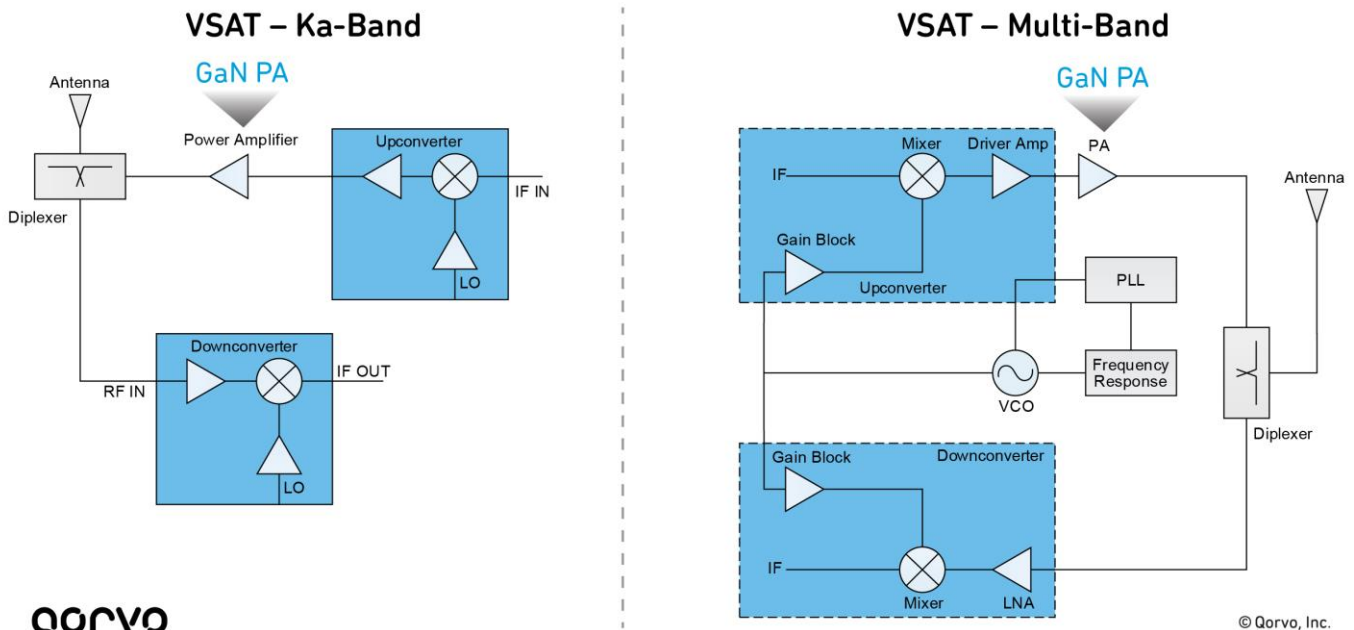 VSAT – Ka-Band
GaN PA
Antenna
Power Amplifier
Upconverter
IF IN
Diplexer
LO
Downconverter
RF IN
IF OUT
LO
QOrVO
VSAT – Multi-Band
GaN PA
Mixer
Driver Amp
PA
IF
Antenna
Gain Block
Upconverter
PLL
Frequency
Response
VCO
Diplexer
Gain Block
Downconverter
IF
Mixer
LNA
© Qorvo, Inc.